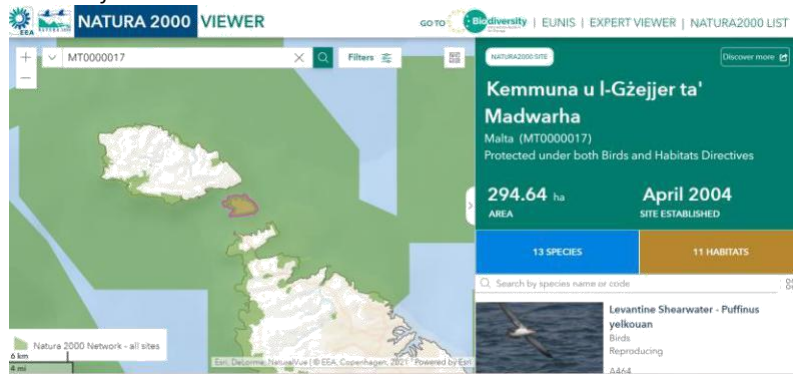 EEA
NATURA 2000 VIEWER
GO TO
Biodiversity | EUNIS | EXPERT VIEWER | NATURA2000 LIST
MT0000017
Filters
NATURA2000 SITE
Discover more
Kemmuna u l-Gżejjer ta'
Madwarha
Malta (MT0000017)
Protected under both Birds and Habitats Directives
294.64 ha
AREA
April 2004
SITE ESTABLISHED
13 SPECIES
11 HABITATS
Search by species name or code
Levantine Shearwater - Puffinus
yelkouan
Birds
Reproducing
A464
Natura 2000 Network - all sites
6 km
4 mi
Esri, DeLorme, NaturalVue | © EEA, Copenhagen, 2021 Powered by Esri